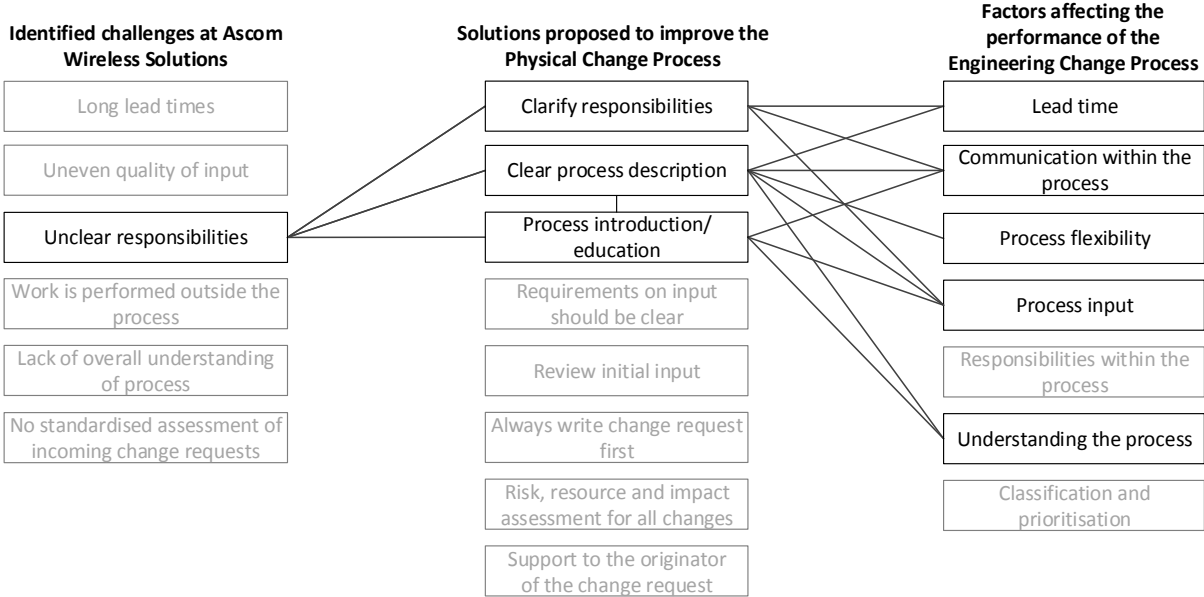 Identified challenges at Ascom
Wireless Solutions
Long lead times
Uneven quality of input
Unclear responsibilities
Work is performed outside the
process
Lack of overall understanding
of process
No standardised assessment of
incoming change requests
Solutions proposed to improve the
Physical Change Process
Clarify responsibilities
Clear process description
Process introduction/
education
Requirements on input
should be clear
Review initial input
Always write change request
first
Risk, resource and impact
assessment for all changes
Support to the originator
of the change request
Factors affecting the
performance of the
Engineering Change Process
Lead time
Communication within the
process
Process flexibility
Process input
Responsibilities within the
process
Understanding the process
Classification and
prioritisation